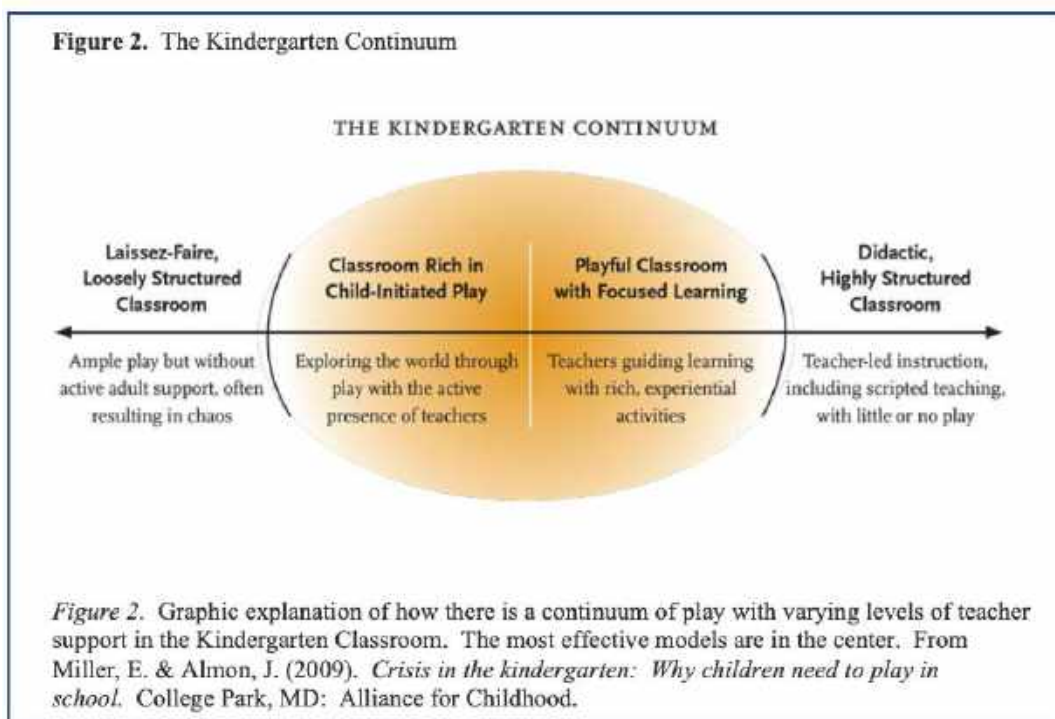 Figure 2. The Kindergarten Continuum
THE KINDERGARTEN CONTINUUM
Laissez-Faire,
Loosely Structured
Classroom
Ample play but without
active adult support, often
resulting in chaos
Classroom Rich in
Child-Initiated Play
Exploring the world through
play with the active
presence of teachers
Playful Classroom
with Focused Learning
Teachers guiding learning
with rich, experiential
activities
Didactic,
Highly Structured
Classroom
Teacher-led instruction,
including scripted teaching,
with little or no play
Figure 2. Graphic explanation of how there is a continuum of play with varying levels of teacher
support in the Kindergarten Classroom. The most effective models are in the center. From
Miller, E. & Almon, J. (2009). Crisis in the kindergarten: Why children need to play in
school. College Park, MD: Alliance for Childhood.